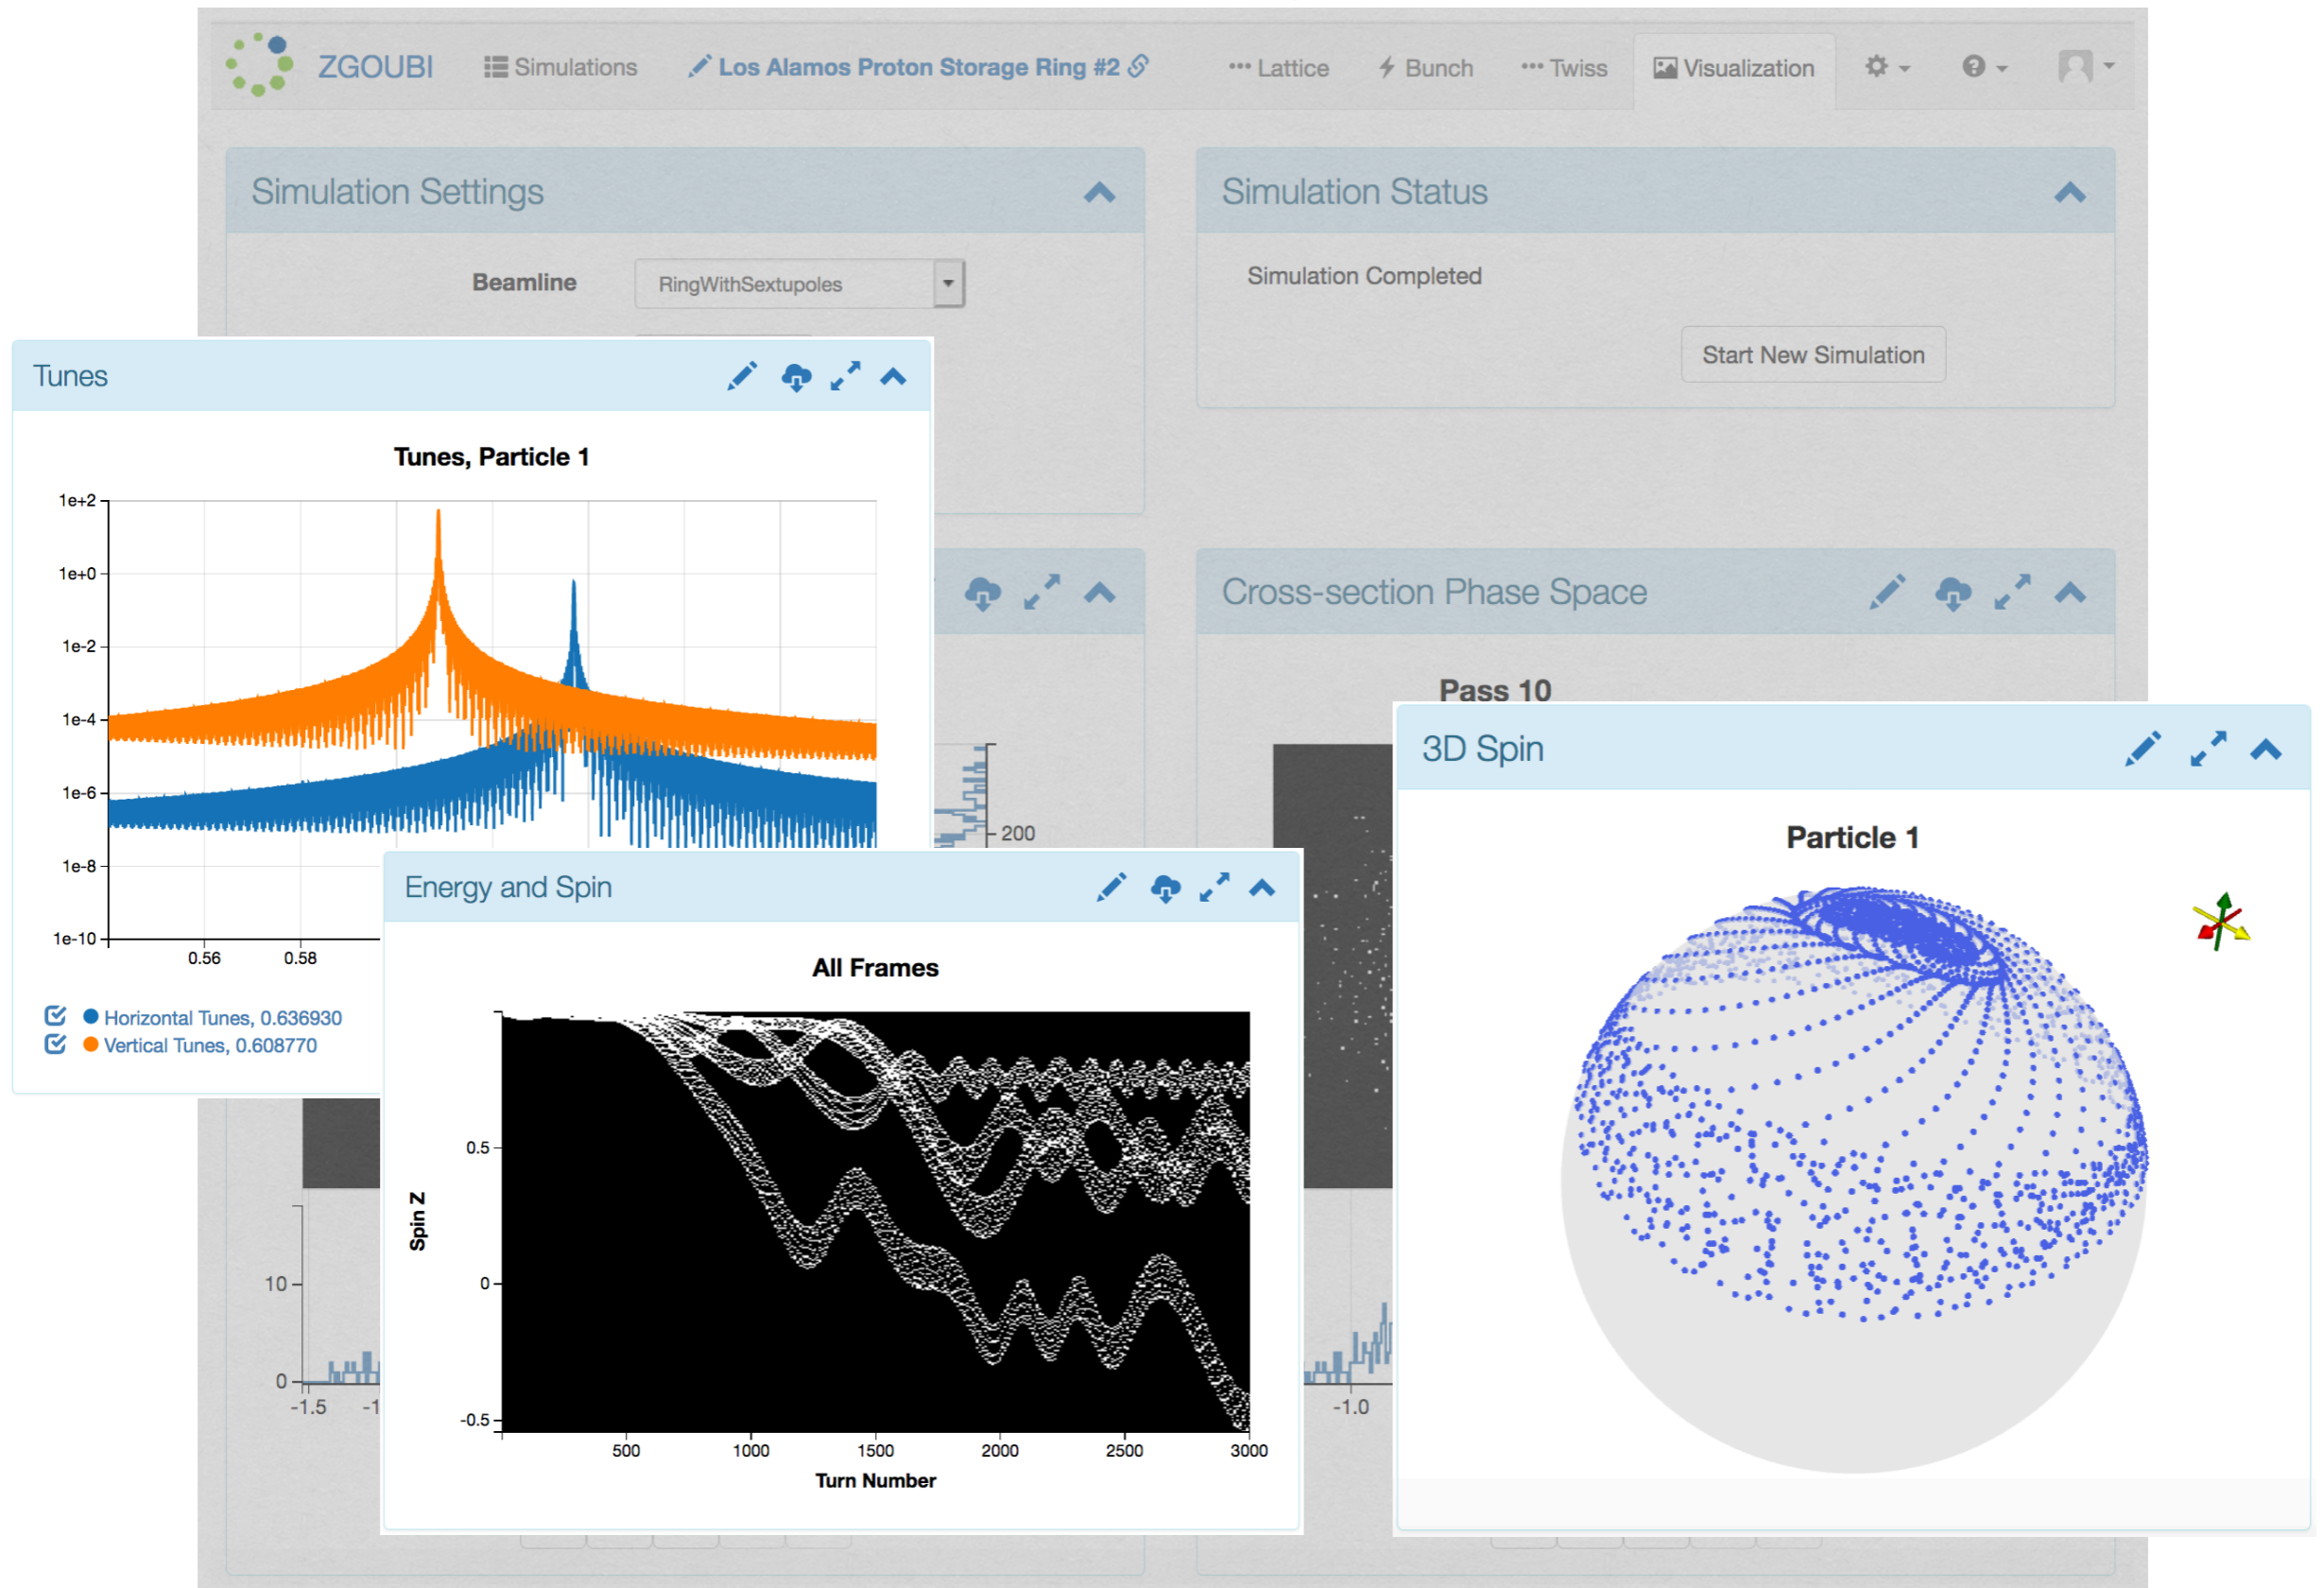 ZGOUBI
Simulations
Los Alamos Proton Storage Ring #2
Lattice
Bunch
Twiss
Visualization
Simulation Settings
Beamline
RingWithSextupoles
Simulation Status
Simulation Completed
Start New Simulation
Tunes
Tunes, Particle 1
1e+2
1e+0
1e-2
1e-4
1e-6
1e-8
1e-10
0.56 0.58
Horizontal Tunes, 0.636930
Vertical Tunes, 0.608770
200
10
0
-1.5
Cross-section Phase Space
Pass 10
-1.0
Energy and Spin
All Frames
Spin Z
0.5
0
-0.5
500 1000 1500 2000 2500 3000
Turn Number
3D Spin
Particle 1